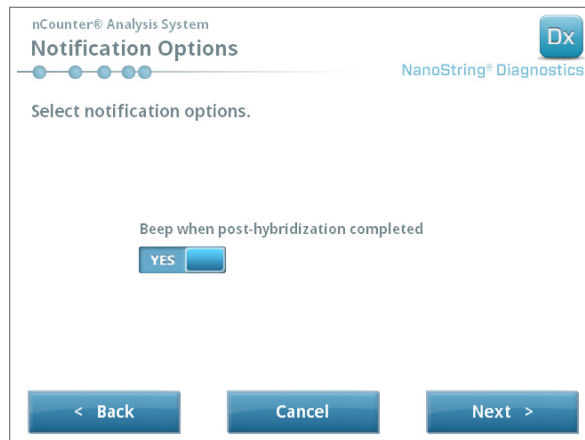 nCounter® Analysis System
Notification Options
Dx
NanoString® Diagnostics
Select notification options.
Beep when post-hybridization completed
YES
< Back
Cancel
Next >